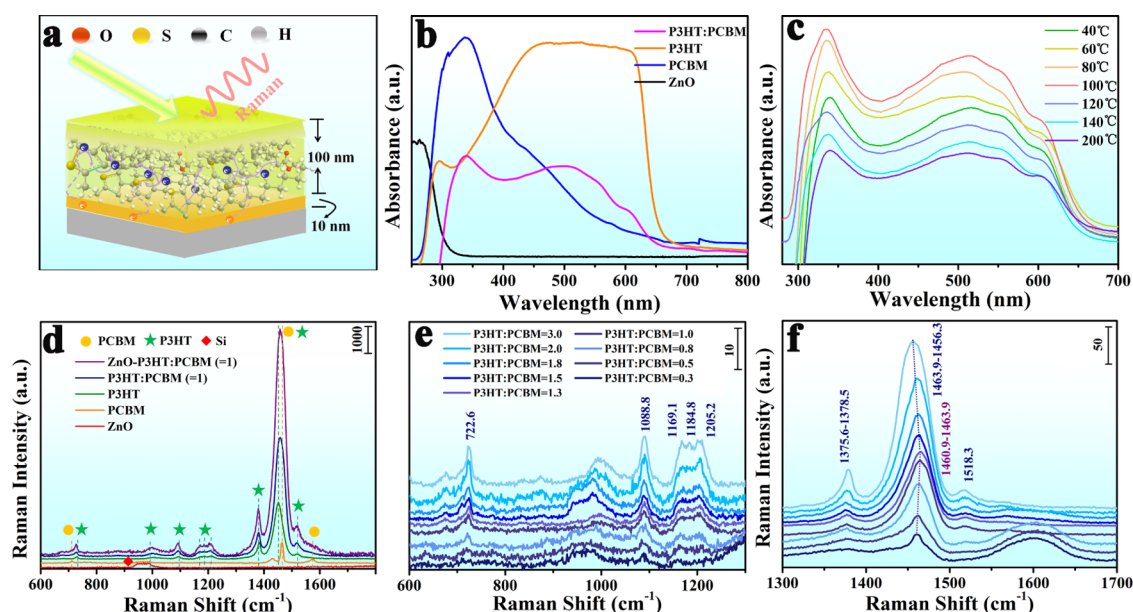 a
O
S
C
H
Raman
100 nm
10 nm
b
P3HT:PCBM
P3HT
PCBM
ZnO
Absorbance (a.u.)
300
400
500
600
700
800
Wavelength (nm)
c
40℃
60℃
80℃
100℃
120℃
140℃
200℃
Absorbance (a.u.)
300
400
500
600
700
Wavelength (nm)
d
PCBM
P3HT
Si
ZnO-P3HT:PCBM (=1)
P3HT:PCBM (=1)
P3HT
PCBM
ZnO
1000
Raman Intensity (a.u.)
600
800
1000
1200
1400
1600
Raman Shift (cm-1)
e
P3HT:PCBM=3.0
P3HT:PCBM=2.0
P3HT:PCBM=1.8
P3HT:PCBM=1.5
P3HT:PCBM=1.3
P3HT:PCBM=1.0
P3HT:PCBM=0.8
P3HT:PCBM=0.5
P3HT:PCBM=0.3
10
722.6
1088.8
1169.1
1184.8
1205.2
Raman Intensity (a.u.)
600
800
1000
1200
Raman Shift (cm-1)
f
50
1375.6-1378.5
1463.9-1456.3
1460.9-1463.9
1518.3
Raman Intensity (a.u.)
1300
1400
1500
1600
1700
Raman Shift (cm-1)